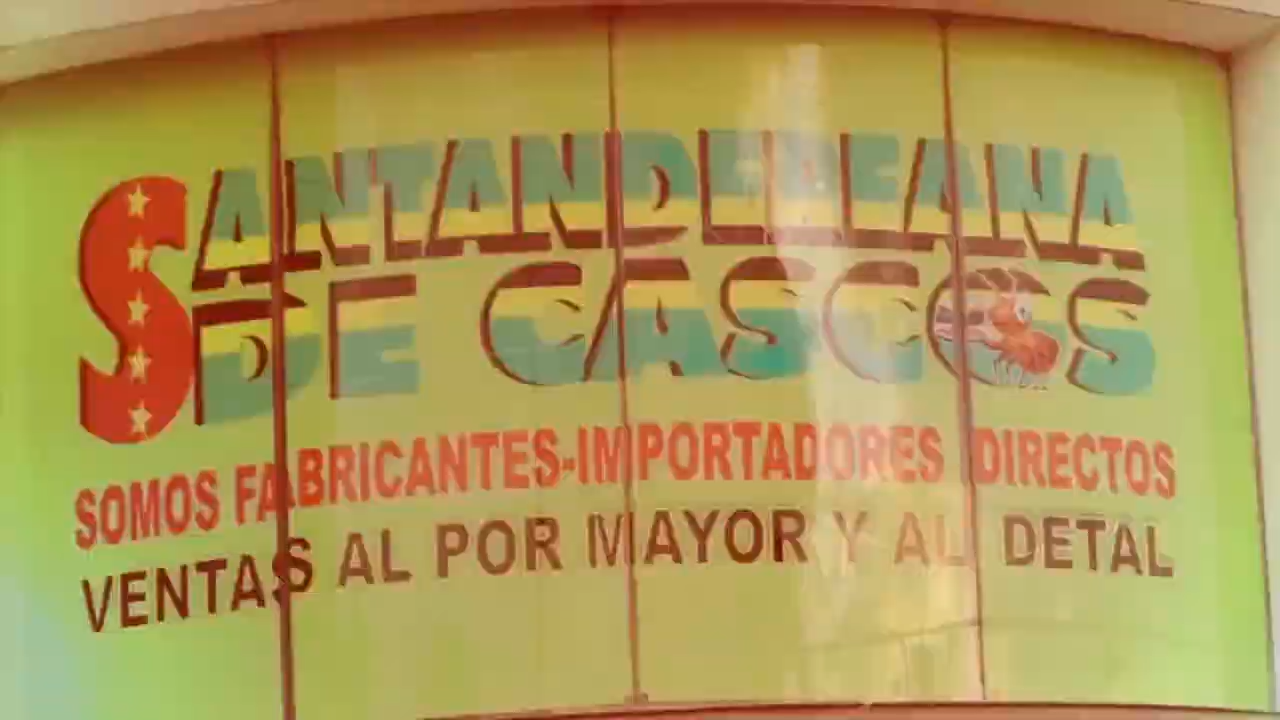 SANTANDEREANA
DE CASCOS
SOMOS FABRICANTES-IMPORTADORES DIRECTOS
VENTAS AL POR MAYOR Y AL DETAL